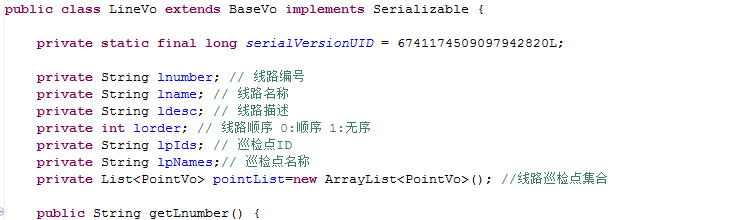 public class LineVo extends BaseVo implements Serializable {
private static final long serialVersionUID = 6741174509097942820L;
private String lnumber; // 线路编号
private String lname; // 线路名称
private String ldesc; // 线路描述
private int lorder; // 线路顺序 0:顺序 1:无序
private String lpIds; // 巡检点ID
private String lpNames;// 巡检点名称
private List<PointVo> pointList=new ArrayList<PointVo>(); //线路巡检点集合
public String getLnumber() {